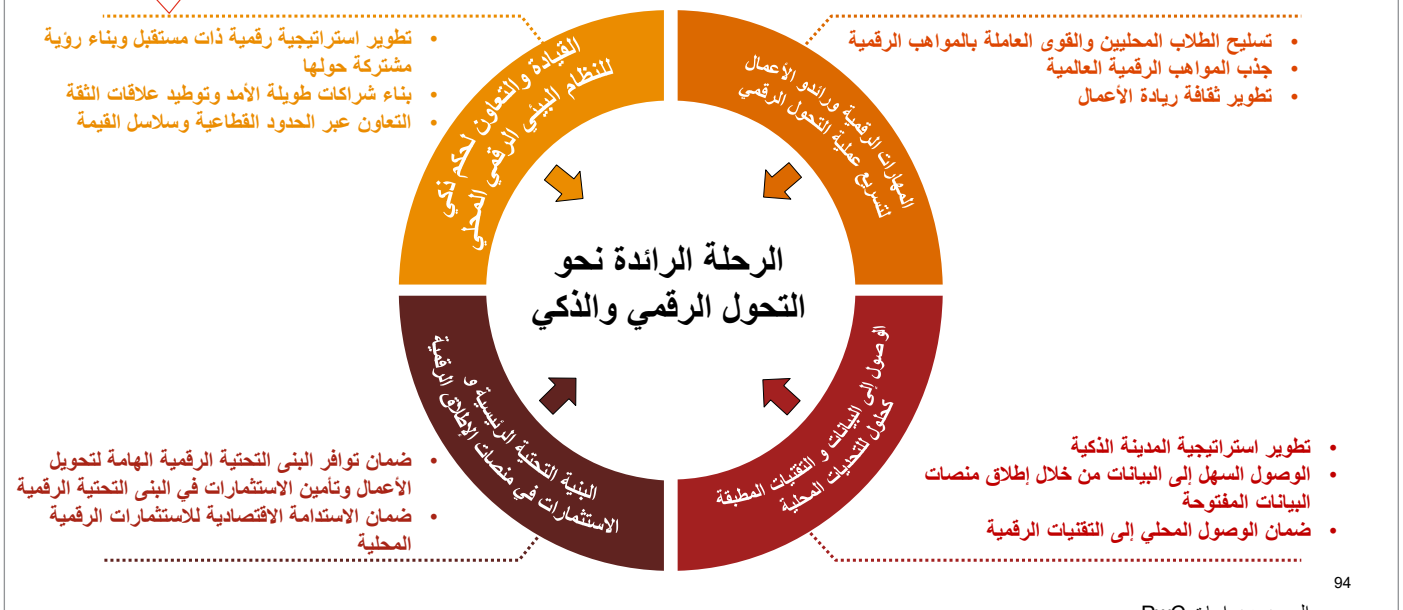 • تسليح الطلاب المحليين والقوى العاملة بالمواهب الرقمية
• جذب المواهب الرقمية العالمية
• تطوير ثقافة ريادة الأعمال
المهارات الرقمية ورائدو الأعمال
لتسريع عملية التحول الرقمي
القيادة والتعاون لحكم ذكي
للنظام البيئي الرقمي المحلي
• تطوير استراتيجية رقمية ذات مستقبل وبناء رؤية
مشتركة حولها
• بناء شراكات طويلة الأمد وتوطيد علاقات الثقة
• التعاون عبر الحدود القطاعية وسلاسل القيمة
الرحلة الرائدة نحو
التحول الرقمي والذكي
الوصول إلى البيانات و التقنيات المطبقة
كحلول للتحديات المحلية
• تطوير استراتيجية المدينة الذكية
• الوصول السهل إلى البيانات من خلال إطلاق منصات
البيانات المفتوحة
• ضمان الوصول المحلي إلى التقنيات الرقمية
البنية التحتية الرئيسية و
الاستثمارات في منصات الإطلاق الرقمية
• ضمان توافر البنى التحتية الرقمية الهامة لتحويل
الأعمال وتأمين الاستثمارات في البنى التحتية الرقمية
• ضمان الاستدامة الاقتصادية للاستثمارات الرقمية
المحلية
94
PwC